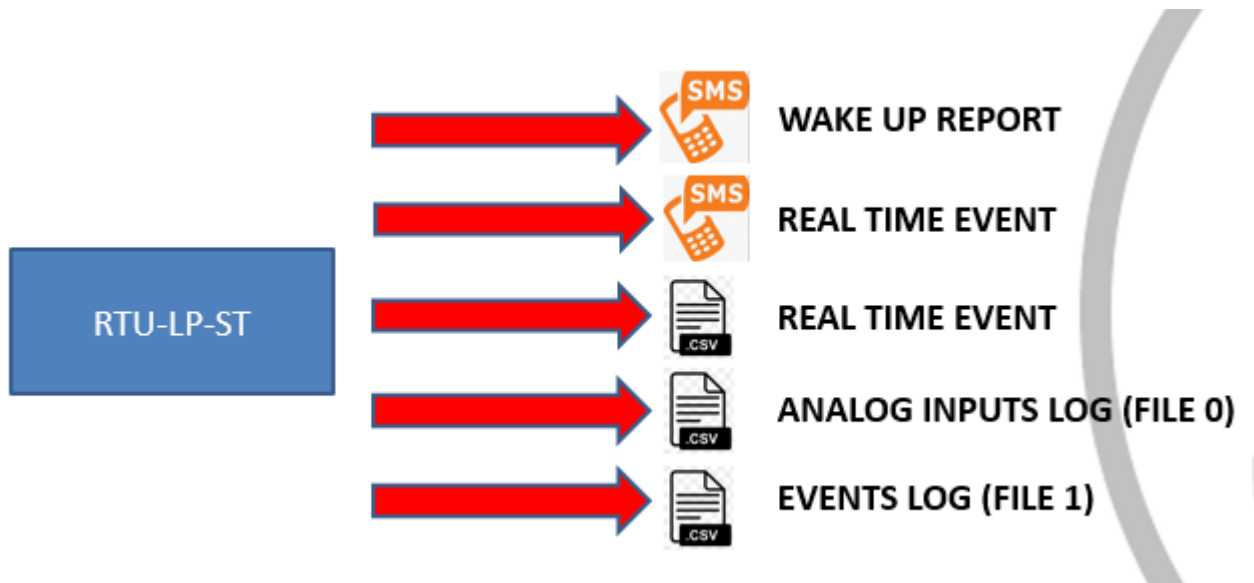 SMS
WAKE UP REPORT
SMS
REAL TIME EVENT
RTU-LP-ST
.CSV
REAL TIME EVENT
.CSV
ANALOG INPUTS LOG (FILE 0)
.CSV
EVENTS LOG (FILE 1)